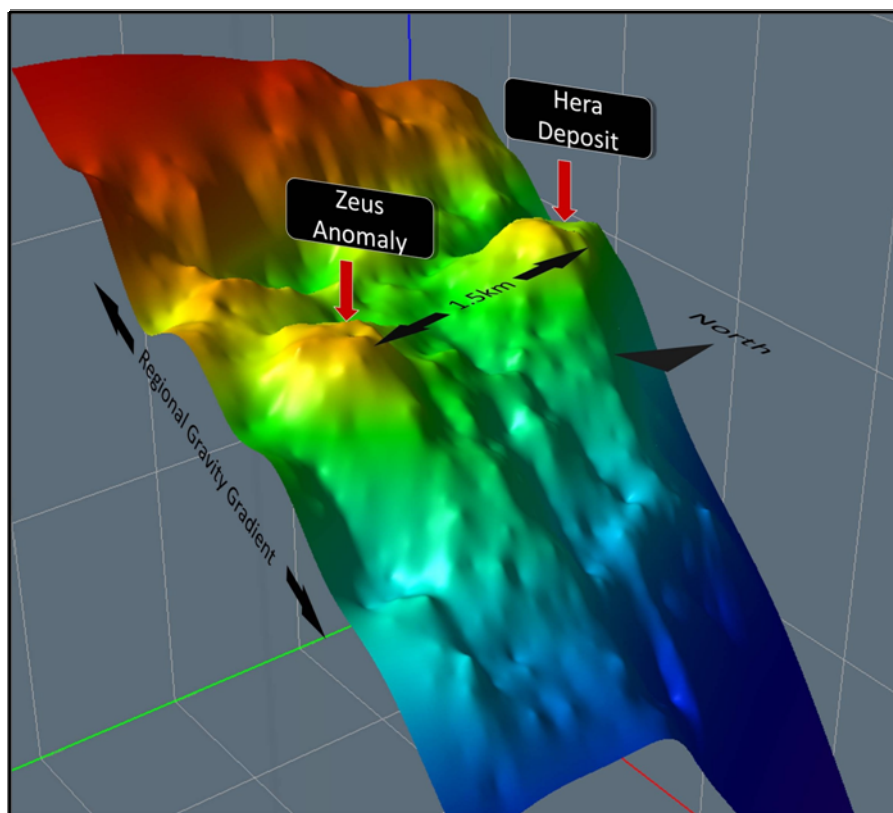 Hera
Deposit
Zeus
Anomaly
1.5km
North
Regional Gravity Gradient